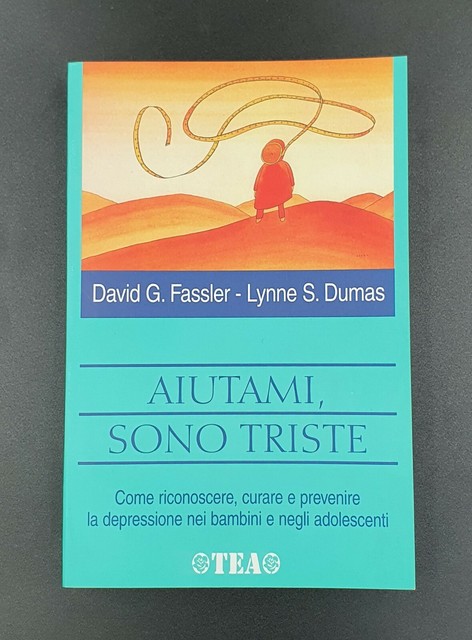 David G. Fassler - Lynne S. Dumas
AIUTAMI,
SONO TRISTE
Come riconoscere, curare e prevenire
la depressione nei bambini e negli adolescenti
TEA